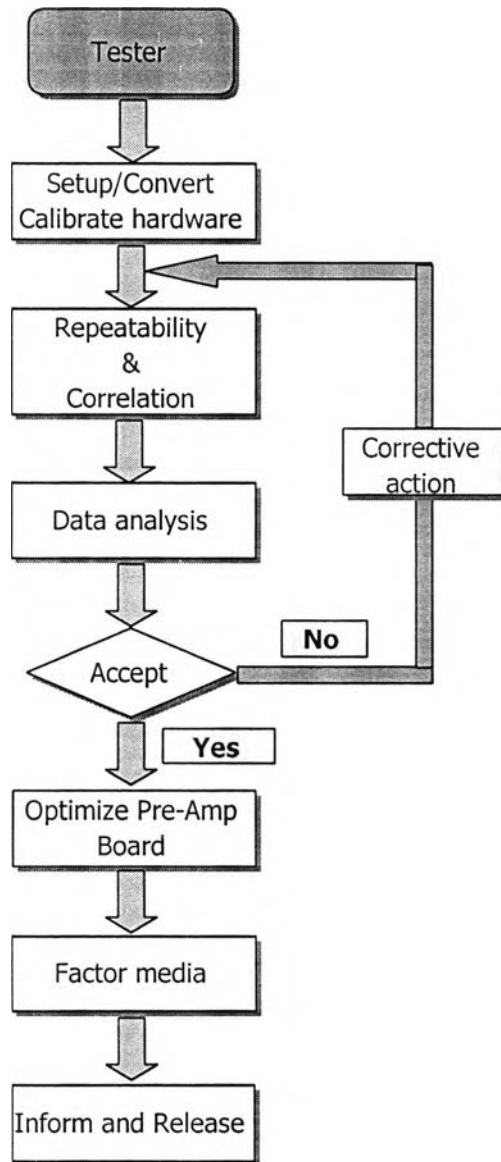 Tester
Setup/Convert
Calibrate hardware
Repeatability
&
Correlation
Corrective
action
Data analysis
No
Accept
Yes
Optimize Pre-Amp
Board
Factor media
Inform and Release